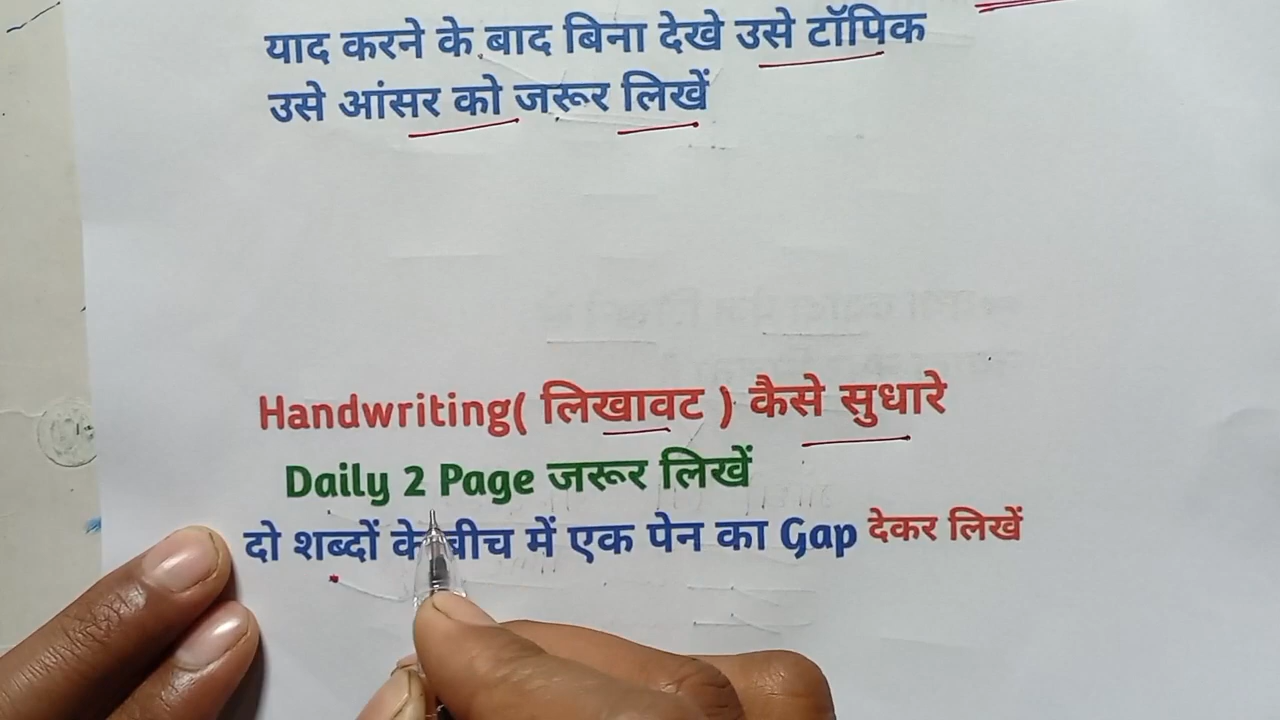 याद करने के बाद बिना देखे उसे टॉपिक
उसे आंसर को जरूर लिखें
Handwriting( लिखावट ) कैसे सुधारे
Daily 2 Page जरूर लिखें
दो शब्दों के बीच में एक पेन का Gap देकर लिखें